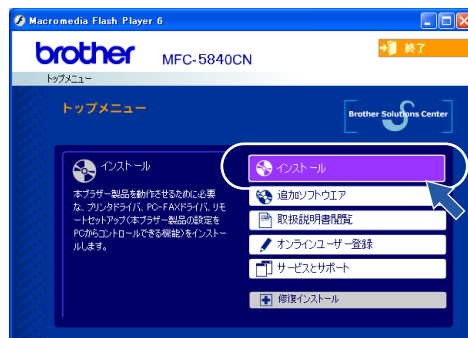 Macromedia Flash Player 6
brother MFC-5840CN
終了
トップメニュー
トップメニュー
Brother Solutions Center
インストール
本ブラザー製品を動作させるために必要
な、プリンタドライバ、PC-FAXドライバ、リモ
ートセットアップ(本ブラザー製品の設定を
PCからコントロールできる機能)をインストー
ルします。
インストール
追加ソフトウエア
取扱説明書閲覧
オンラインユーザー登録
サービスとサポート
修復インストール